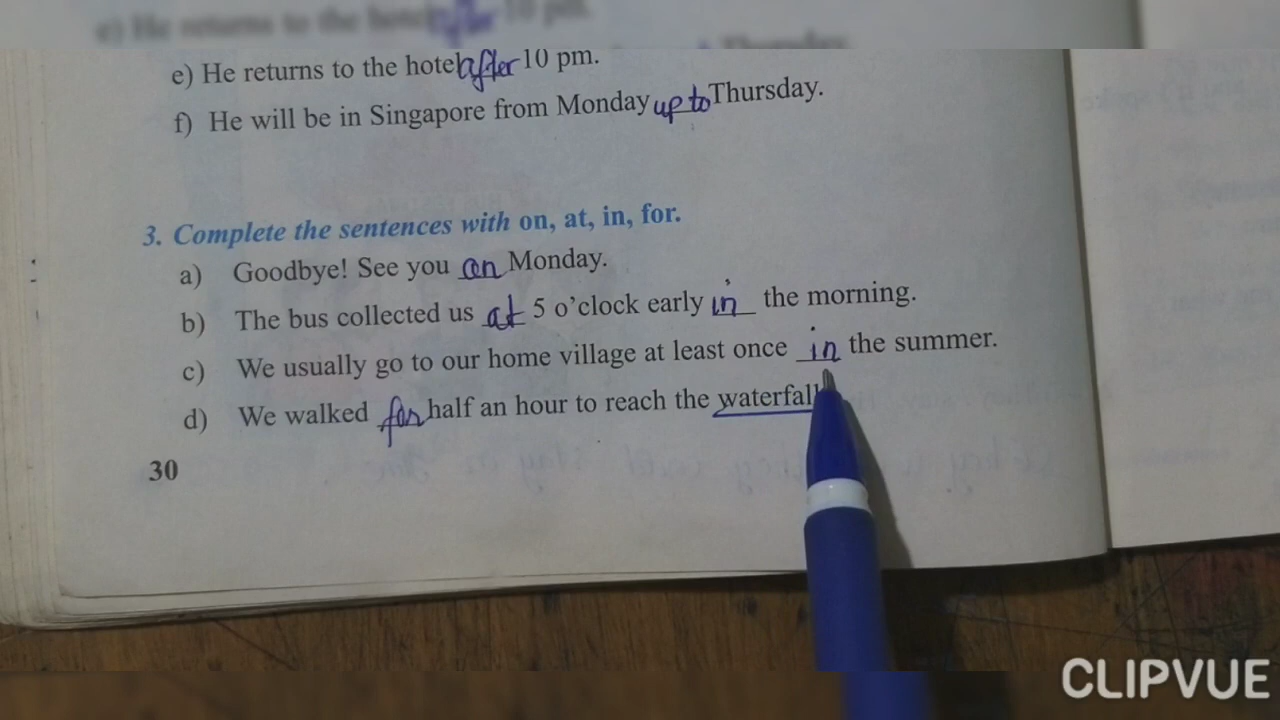 e) He returns to the hotel after 10 pm.
f) He will be in Singapore from Monday up to Thursday.
3. Complete the sentences with on, at, in, for.
a) Goodbye! See you on Monday.
b) The bus collected us at 5 o'clock early in the morning.
c) We usually go to our home village at least once in the summer.
d) We walked for half an hour to reach the waterfall
30
CLIPVUE